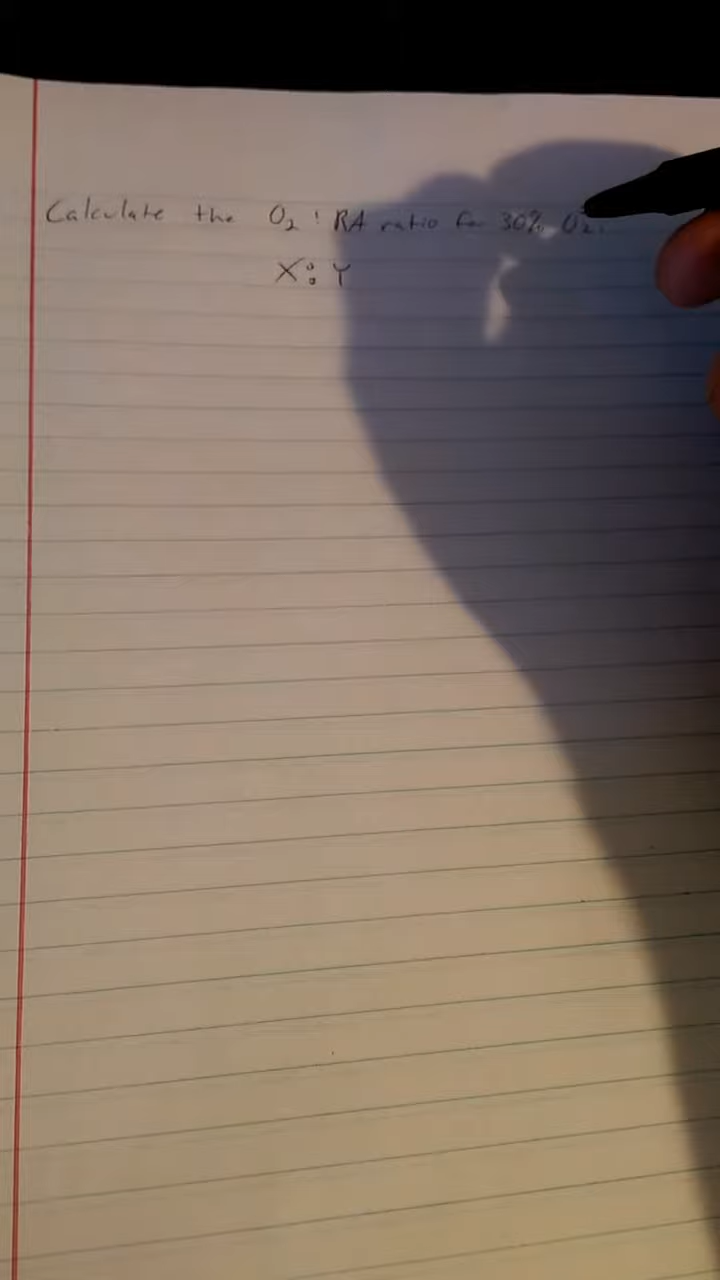 Calculate the O₂ : RA ratio for 30% O₂.
X : Y